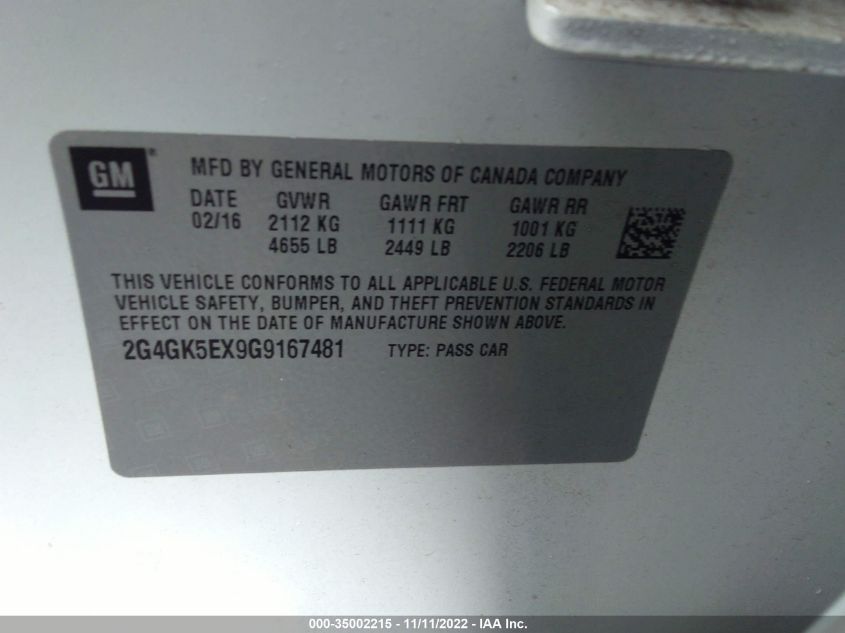 GM ® MFD BY GENERAL MOTORS OF CANADA COMPANY
DATE GVWR GAWR FRT GAWR RR
02/16 2112 KG 1111 KG 1001 KG
4655 LB 2449 LB 2206 LB
THIS VEHICLE CONFORMS TO ALL APPLICABLE U.S. FEDERAL MOTOR
VEHICLE SAFETY, BUMPER, AND THEFT PREVENTION STANDARDS IN
EFFECT ON THE DATE OF MANUFACTURE SHOWN ABOVE.
2G4GK5EX9G9167481 TYPE: PASS CAR
000-35002215 - 11/11/2022 - IAA Inc.